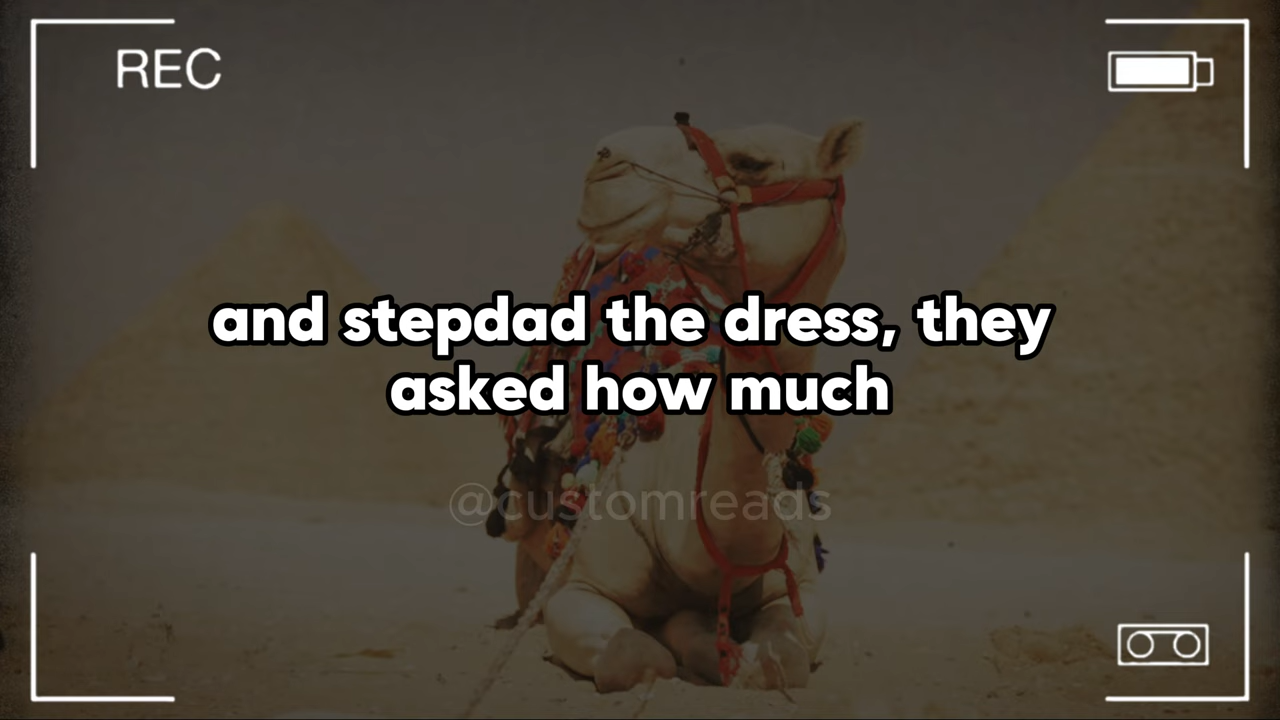 REC
and stepdad the dress, they
asked how much
@customreads